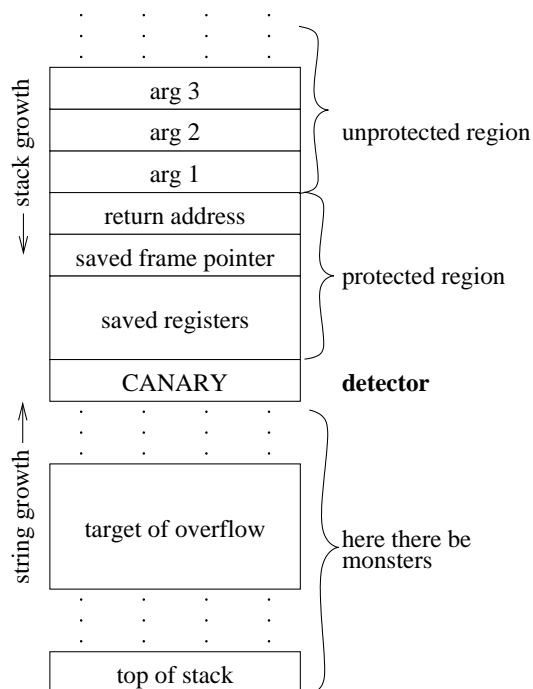 arg 3
arg 2
arg 1
return address
saved frame pointer
saved registers
CANARY
target of overflow
top of stack
stack growth
string growth
unprotected region
protected region
detector
here there be
monsters